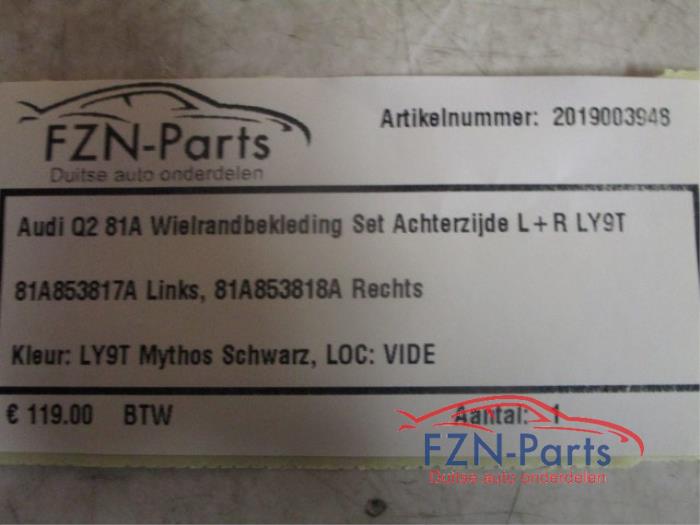 FZN-Parts
Duitse auto onderdelen
Artikelnummer: 2019003948
Audi Q2 81A Wielrandbekleding Set Achterzijde L+R LY9T
81A853817A Links, 81A853818A Rechts
Kleur: LY9T Mythos Schwarz, LOC: VIDE
€ 119.00 BTW
Aantal: 1
FZN-Parts
Duitse auto onderdelen